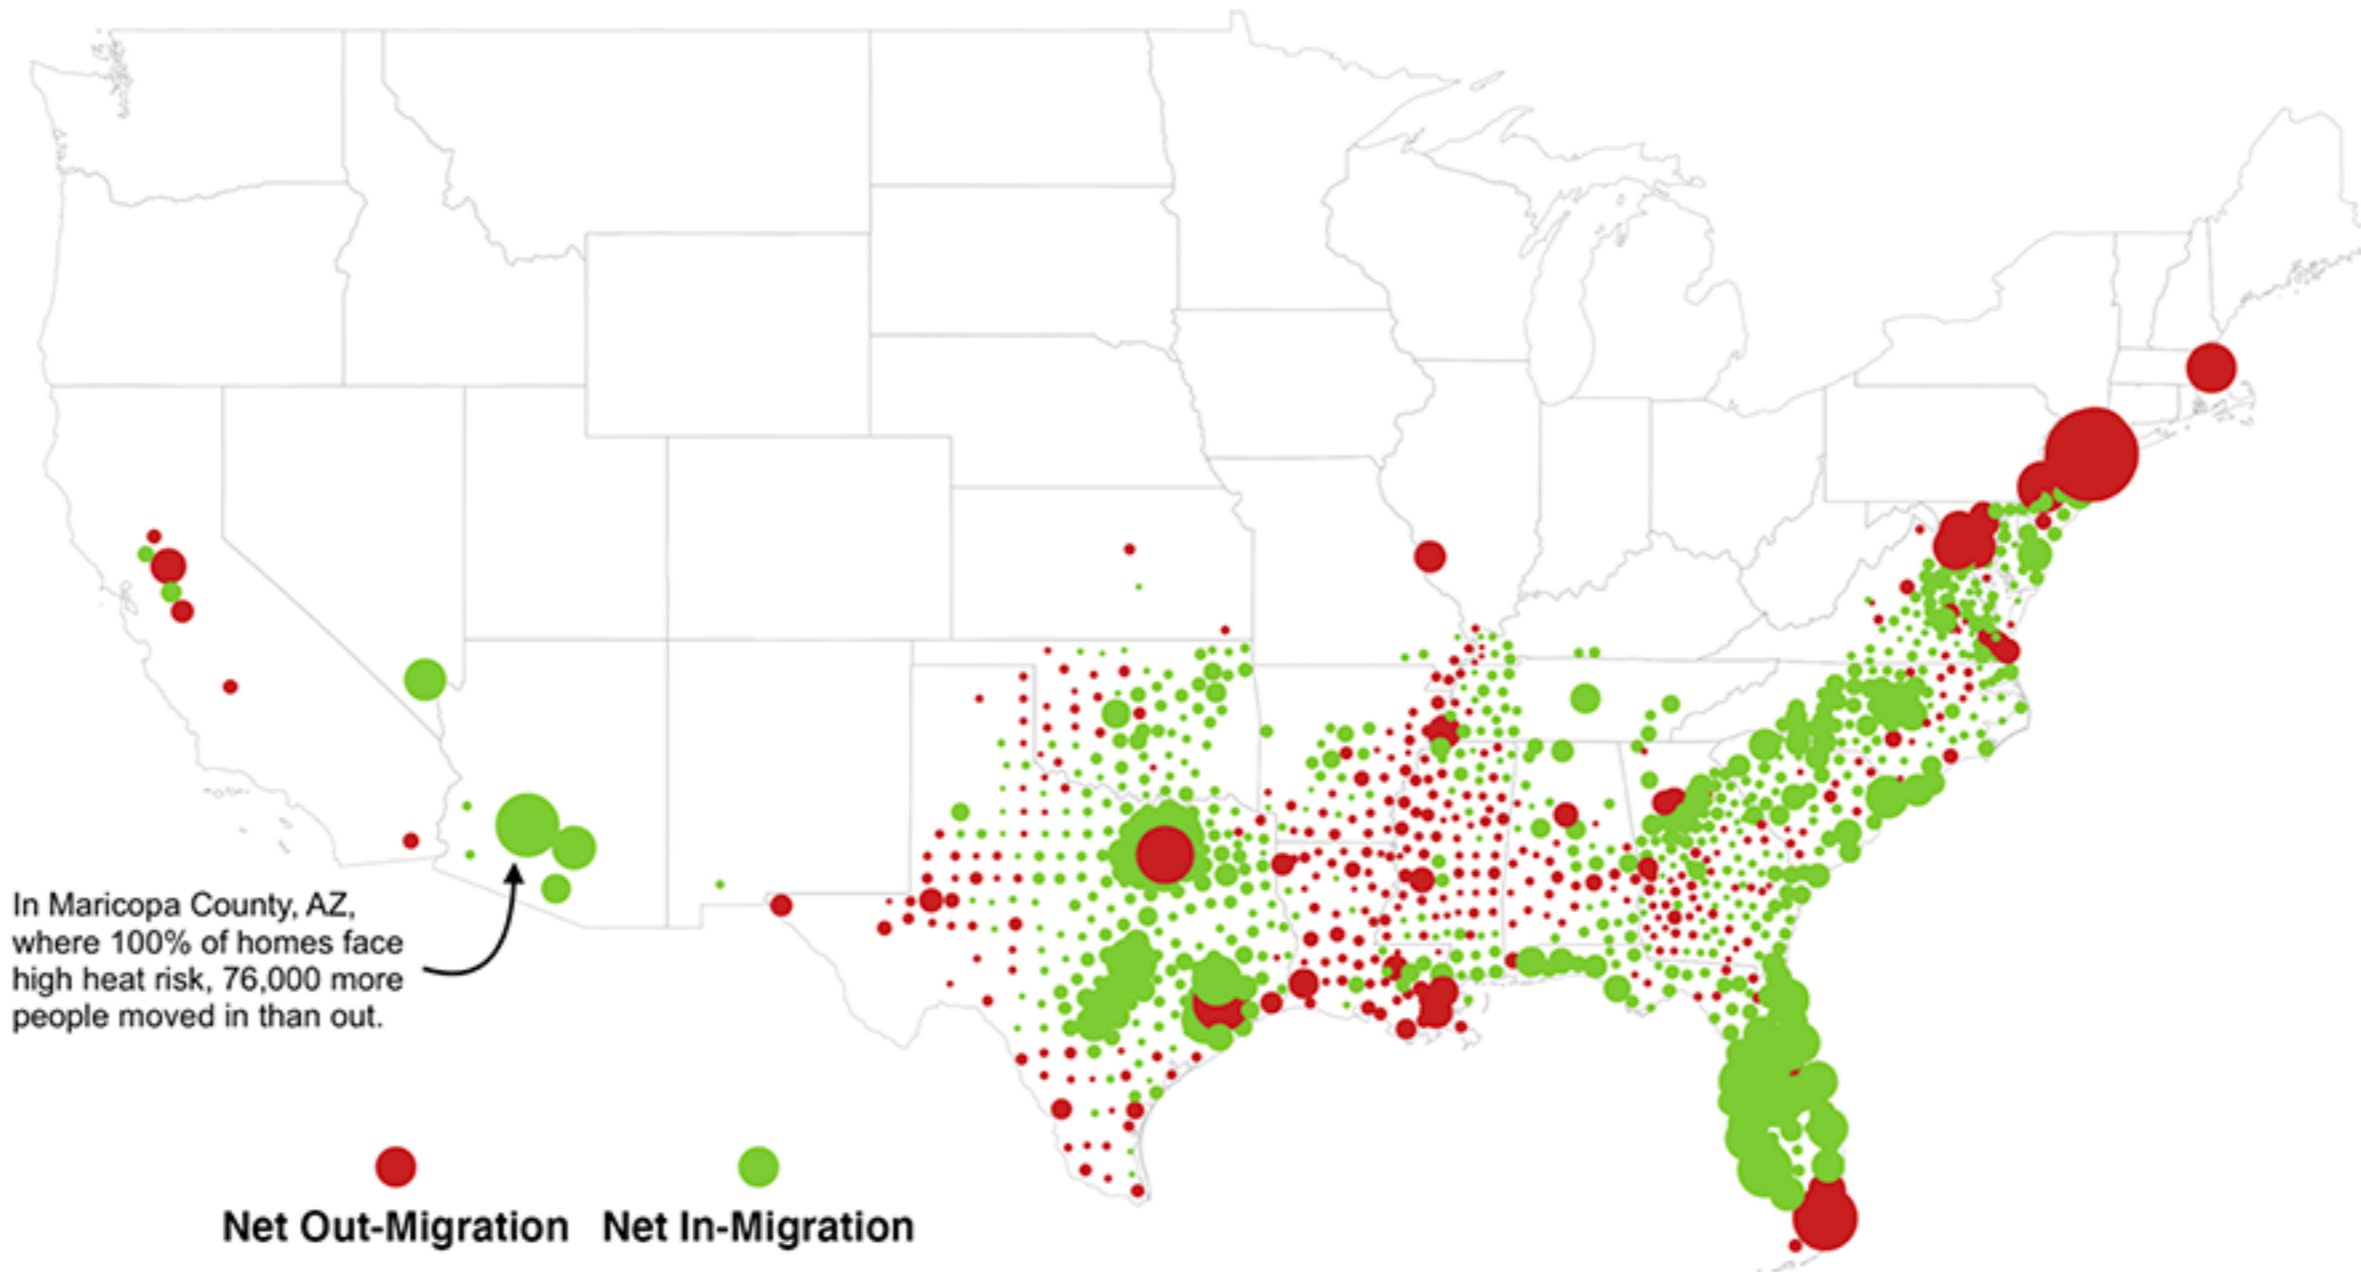 In Maricopa County, AZ,
where 100% of homes face
high heat risk, 76,000 more
people moved in than out.
Net Out-Migration
Net In-Migration